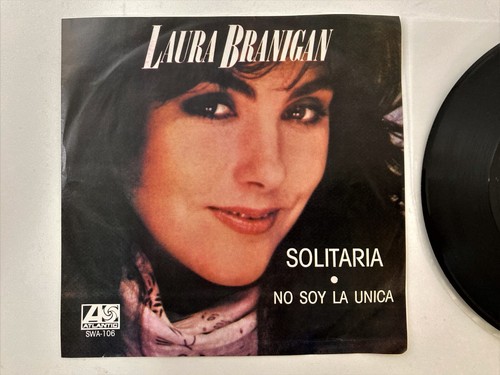 LAURA BRANIGAN
SOLITARIA
•
NO SOY LA UNICA
ATLANTIC
SWA-106